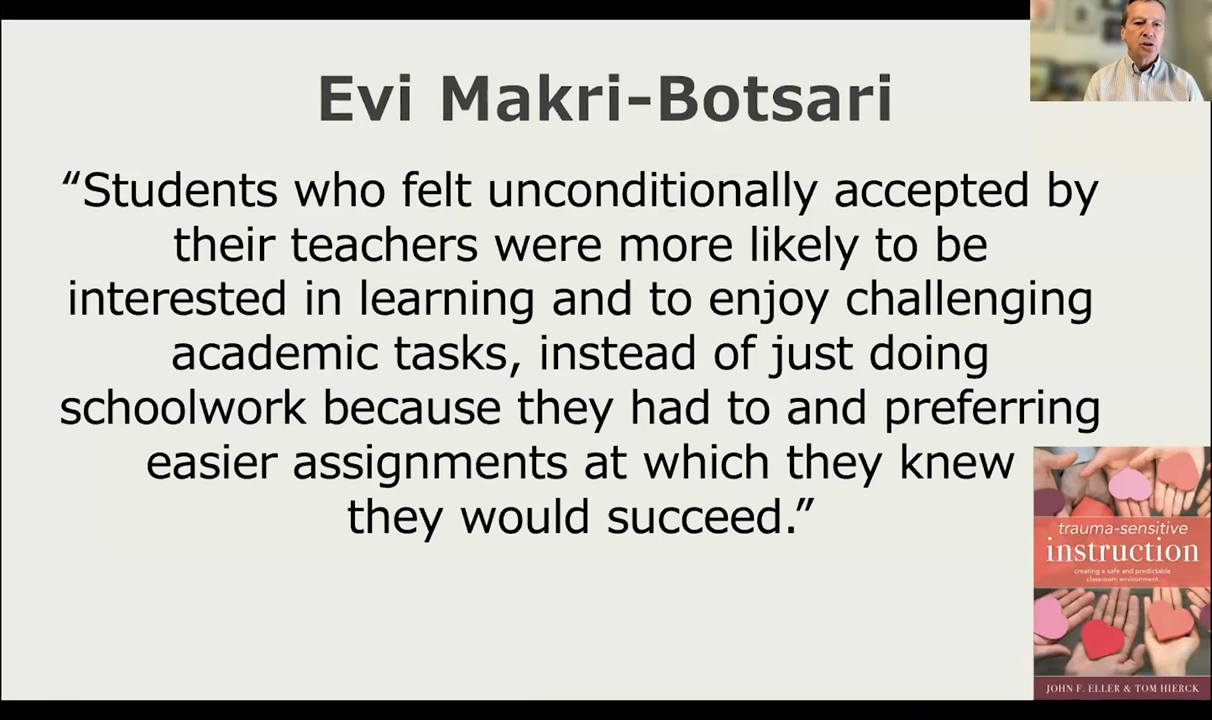 Evi Makri-Botsari
“Students who felt unconditionally accepted by
their teachers were more likely to be
interested in learning and to enjoy challenging
academic tasks, instead of just doing
schoolwork because they had to and preferring
easier assignments at which they knew
they would succeed.”
trauma-sensitive
instruction
creating a safe and predictable
classroom environment
JOHN F. ELLER & TOM HIERCK